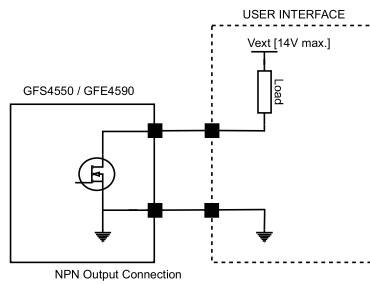 USER INTERFACE
Vext [14V max.]
Load
GFS4550 / GFE4590
NPN Output Connection